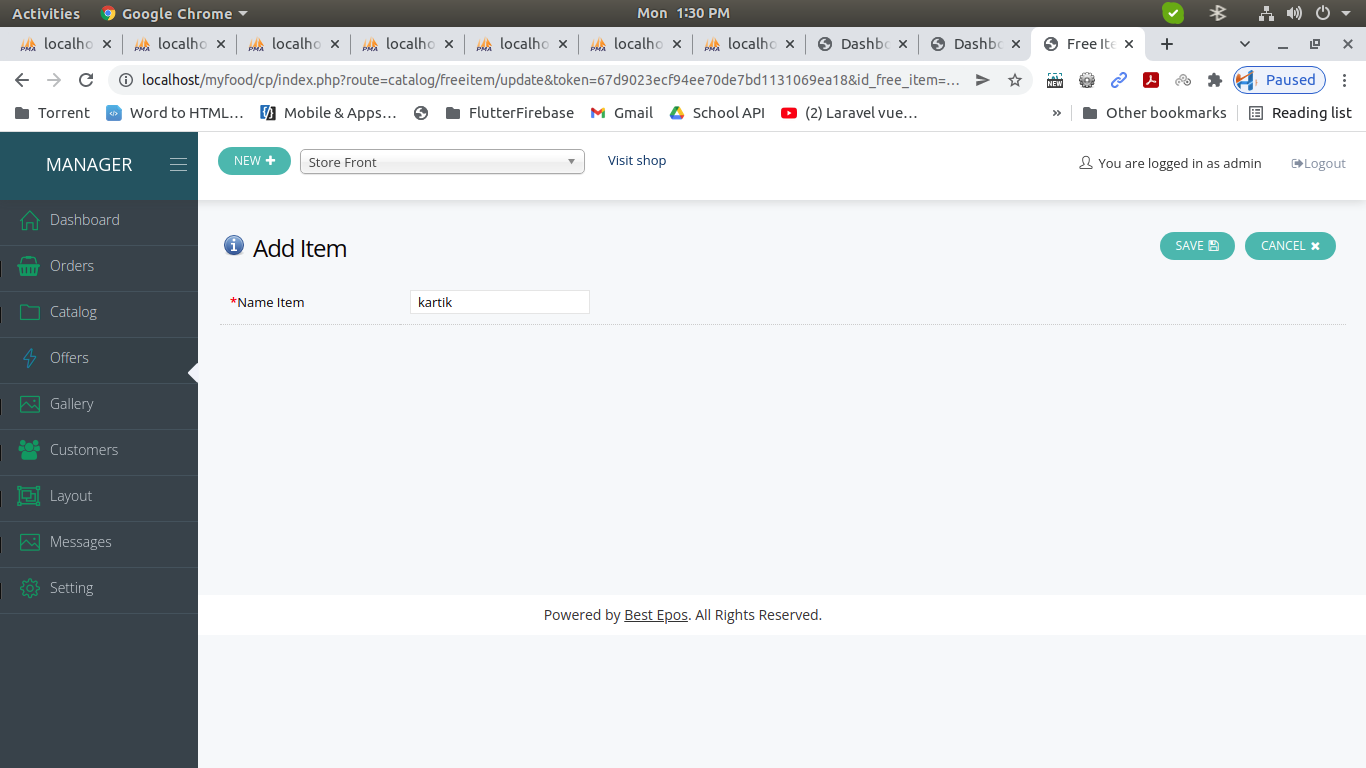 Activities Google Chrome Mon 1:30 PM
localho localho localho localho localho localho localho Dashbo Dashbo Free Ite
localhost/myfood/cp/index.php?route=catalog/freeitem/update&token=67d9023ecf94ee70de7bd1131069ea18&id_free_item=... NEW Paused
Torrent Word to HTML... Mobile & Apps... FlutterFirebase Gmail School API (2) Laravel vue... » Other bookmarks Reading list
MANAGER NEW Store Front Visit shop You are logged in as admin Logout
Dashboard
Orders
Catalog
Offers
Gallery
Customers
Layout
Messages
Setting
Add Item SAVE CANCEL
*Name Item kartik
Powered by Best Epos. All Rights Reserved.